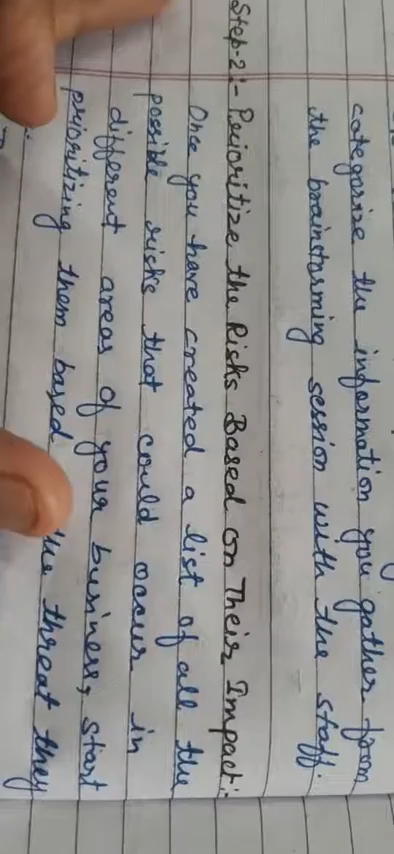 categorize the information you gather from
the brainstorming session with the staff.
Step-2:- Prioritize the Risks Based on Their Impact:-
Once you have created a list of all the
possible risks that could occur in
different areas of your business, start
prioritizing them based the threat they